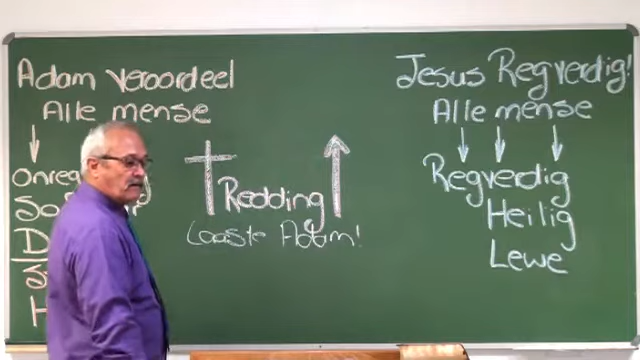 Adam veroordeel
Alle mense
Redding
Laaste Adam!
Jesus Regverdig!
Alle mense
Regverdig
Heilig
Lewe